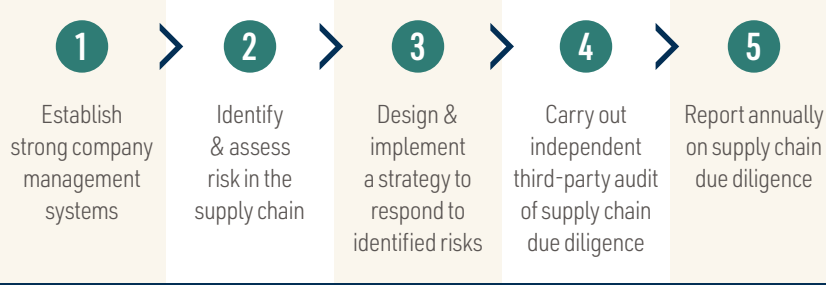 1
Establish
strong company
management
systems
2
Identify
& assess
risk in the
supply chain
3
Design &
implement
a strategy to
respond to
identified risks
4
Carry out
independent
third-party audit
of supply chain
due diligence
5
Report annually
on supply chain
due diligence